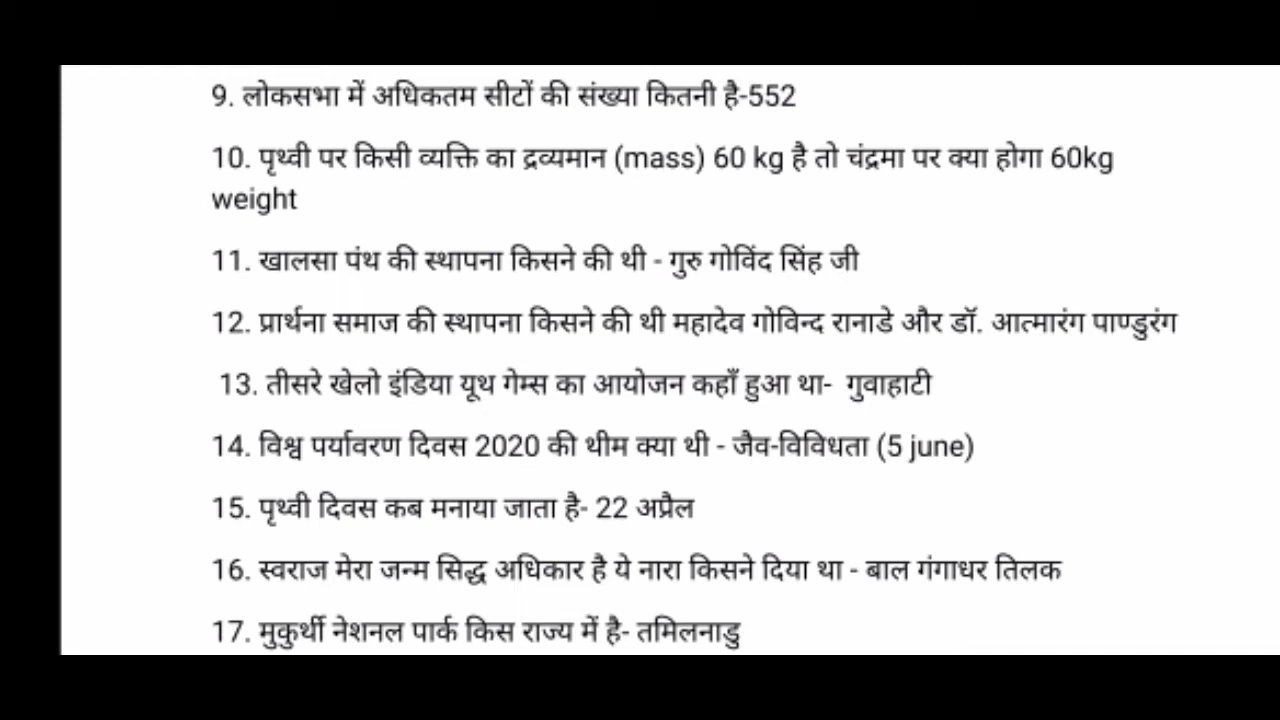 9. लोकसभा में अधिकतम सीटों की संख्या कितनी है-552
10. पृथ्वी पर किसी व्यक्ति का द्रव्यमान (mass) 60 kg है तो चंद्रमा पर क्या होगा 60kg
weight
11. खालसा पंथ की स्थापना किसने की थी - गुरु गोविंद सिंह जी
12. प्रार्थना समाज की स्थापना किसने की थी महादेव गोविन्द रानाडे और डॉ. आत्मारंग पाण्डुरंग
13. तीसरे खेलो इंडिया यूथ गेम्स का आयोजन कहाँ हुआ था- गुवाहाटी
14. विश्व पर्यावरण दिवस 2020 की थीम क्या थी - जैव-विविधता (5 june)
15. पृथ्वी दिवस कब मनाया जाता है- 22 अप्रैल
16. स्वराज मेरा जन्म सिद्ध अधिकार है ये नारा किसने दिया था - बाल गंगाधर तिलक
17. मुकुर्थी नेशनल पार्क किस राज्य में है- तमिलनाडु